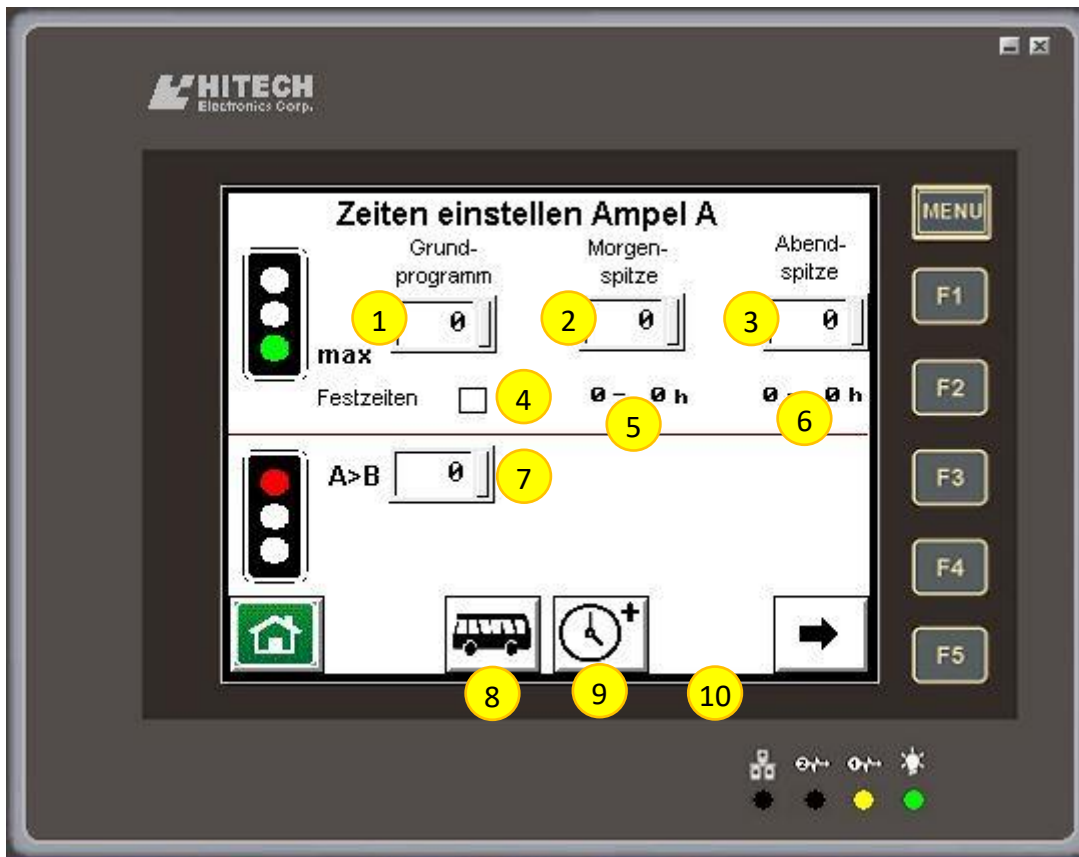 HITECH
Electronics Corp.
Zeiten einstellen Ampel A
Grund-
programm
Morgen-
spitze
Abend-
spitze
1 0
2 0
3 0
max
Festzeiten
4
0 - 0 h
0 - 0 h
5
6
A>B 0
7
+
8
9
10
MENU
F1
F2
F3
F4
F5
2
1